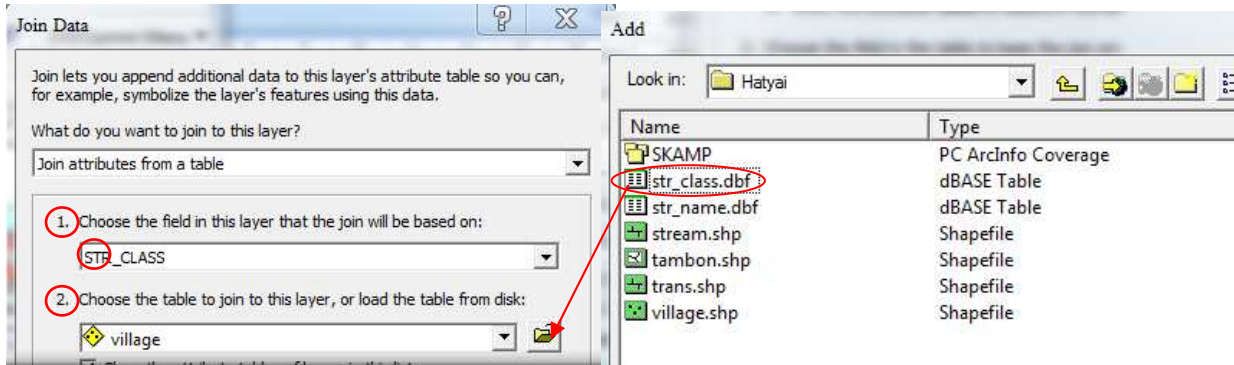 Join Data
Join lets you append additional data to this layer's attribute table so you can,
for example, symbolize the layer's features using this data.
What do you want to join to this layer?
Join attributes from a table
1. Choose the field in this layer that the join will be based on:
STR_CLASS
2. Choose the table to join to this layer, or load the table from disk:
village
Add
Look in: Hatyai
Name Type
SKAMP PC ArcInfo Coverage
str_class.dbf dBASE Table
str_name.dbf dBASE Table
stream.shp Shapefile
tambon.shp Shapefile
trans.shp Shapefile
village.shp Shapefile